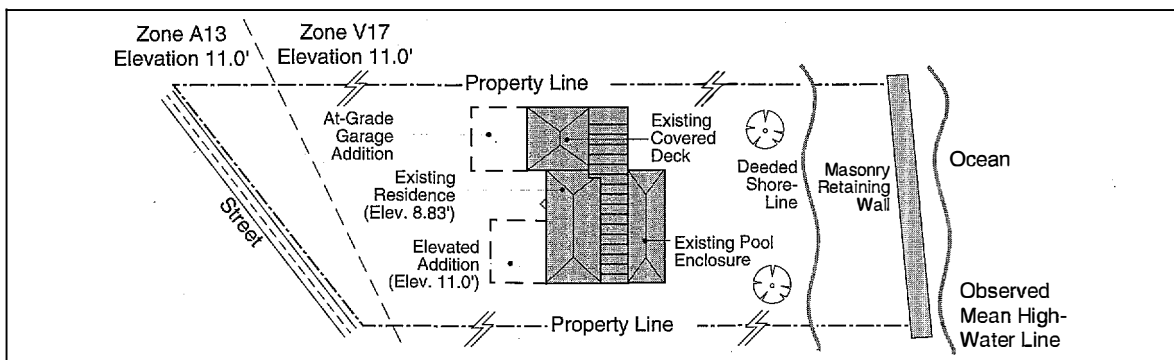 Zone A13
Elevation 11.0'
Zone V17
Elevation 11.0'
Property Line
At-Grade
Garage
Addition
Existing
Covered
Deck
Existing
Residence
(Elev. 8.83')
Deeded
Shore-
Line
Masonry
Retaining
Wall
Ocean
Street
Elevated
Addition
(Elev. 11.0')
Existing Pool
Enclosure
Property Line
Observed
Mean High-
Water Line